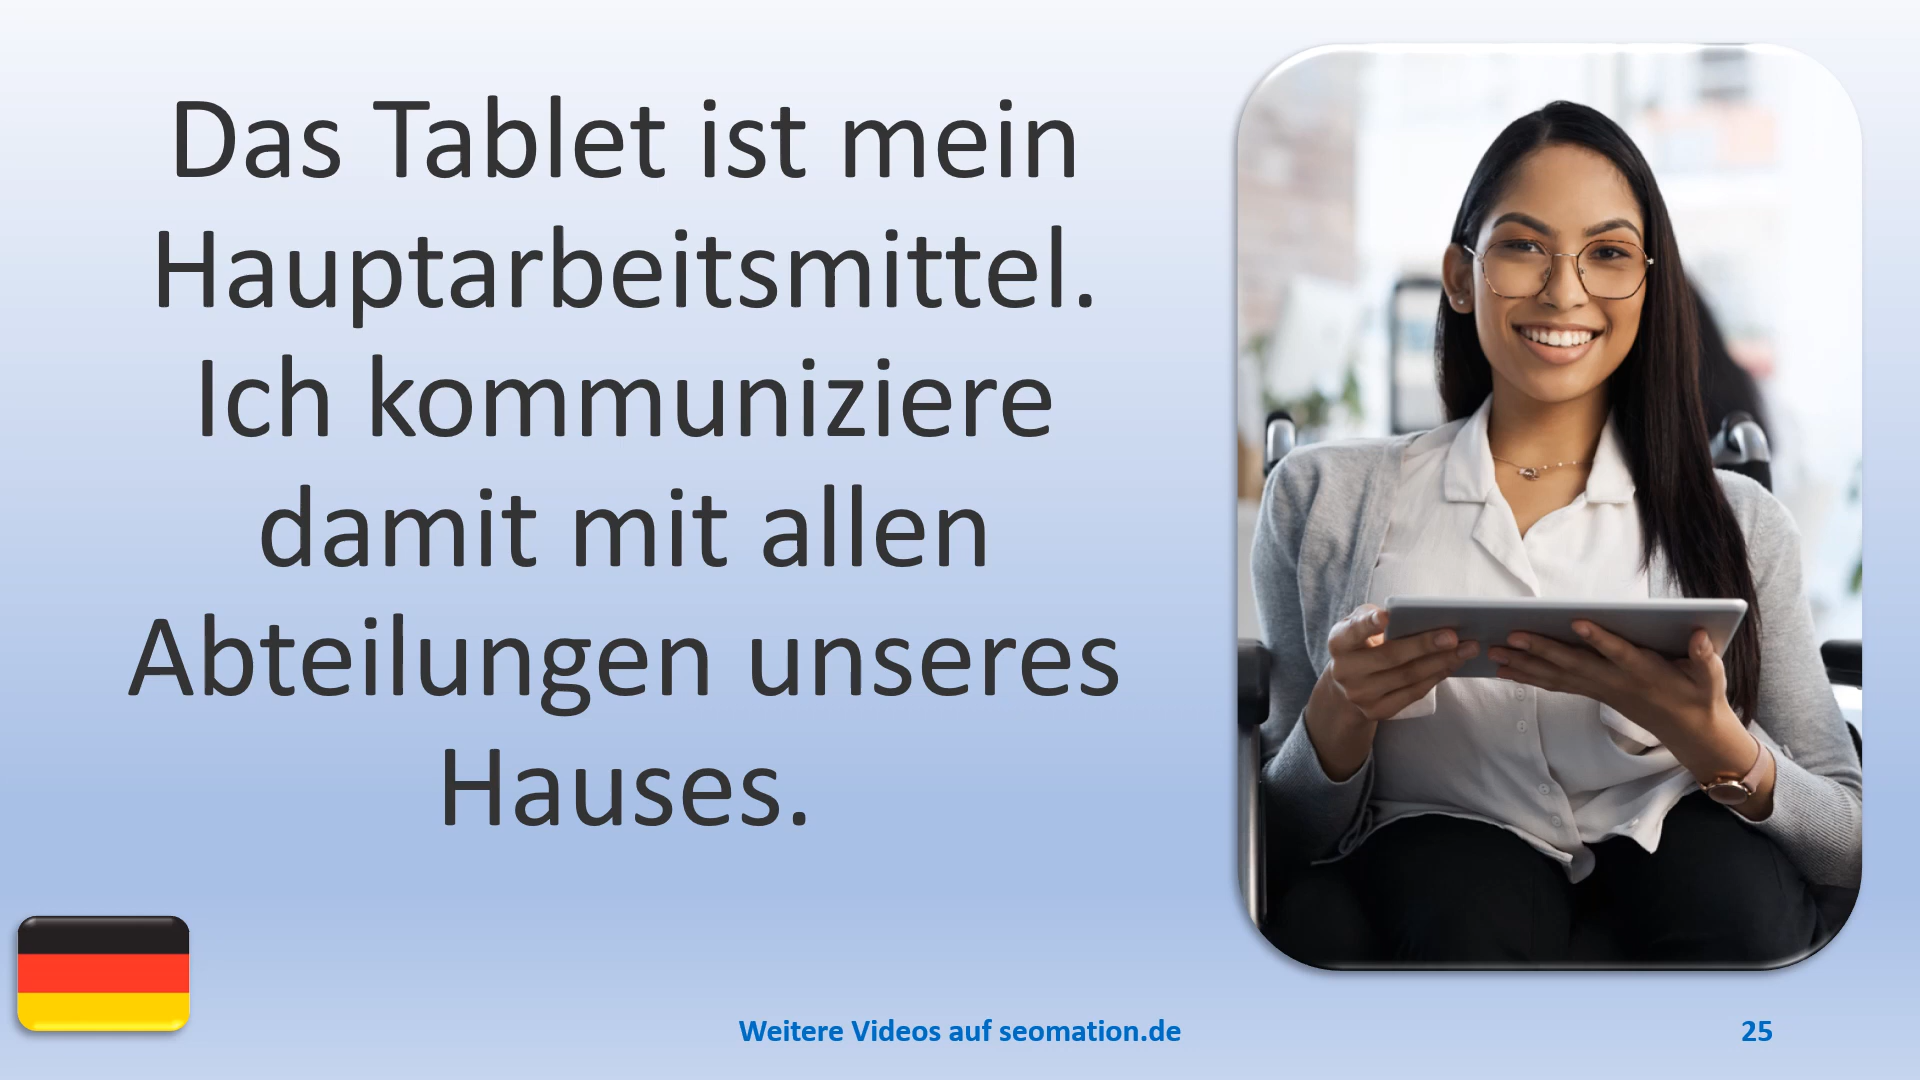 Das Tablet ist mein
Hauptarbeitsmittel.
Ich kommuniziere
damit mit allen
Abteilungen unseres
Hauses.
Weitere Videos auf seomation.de
25